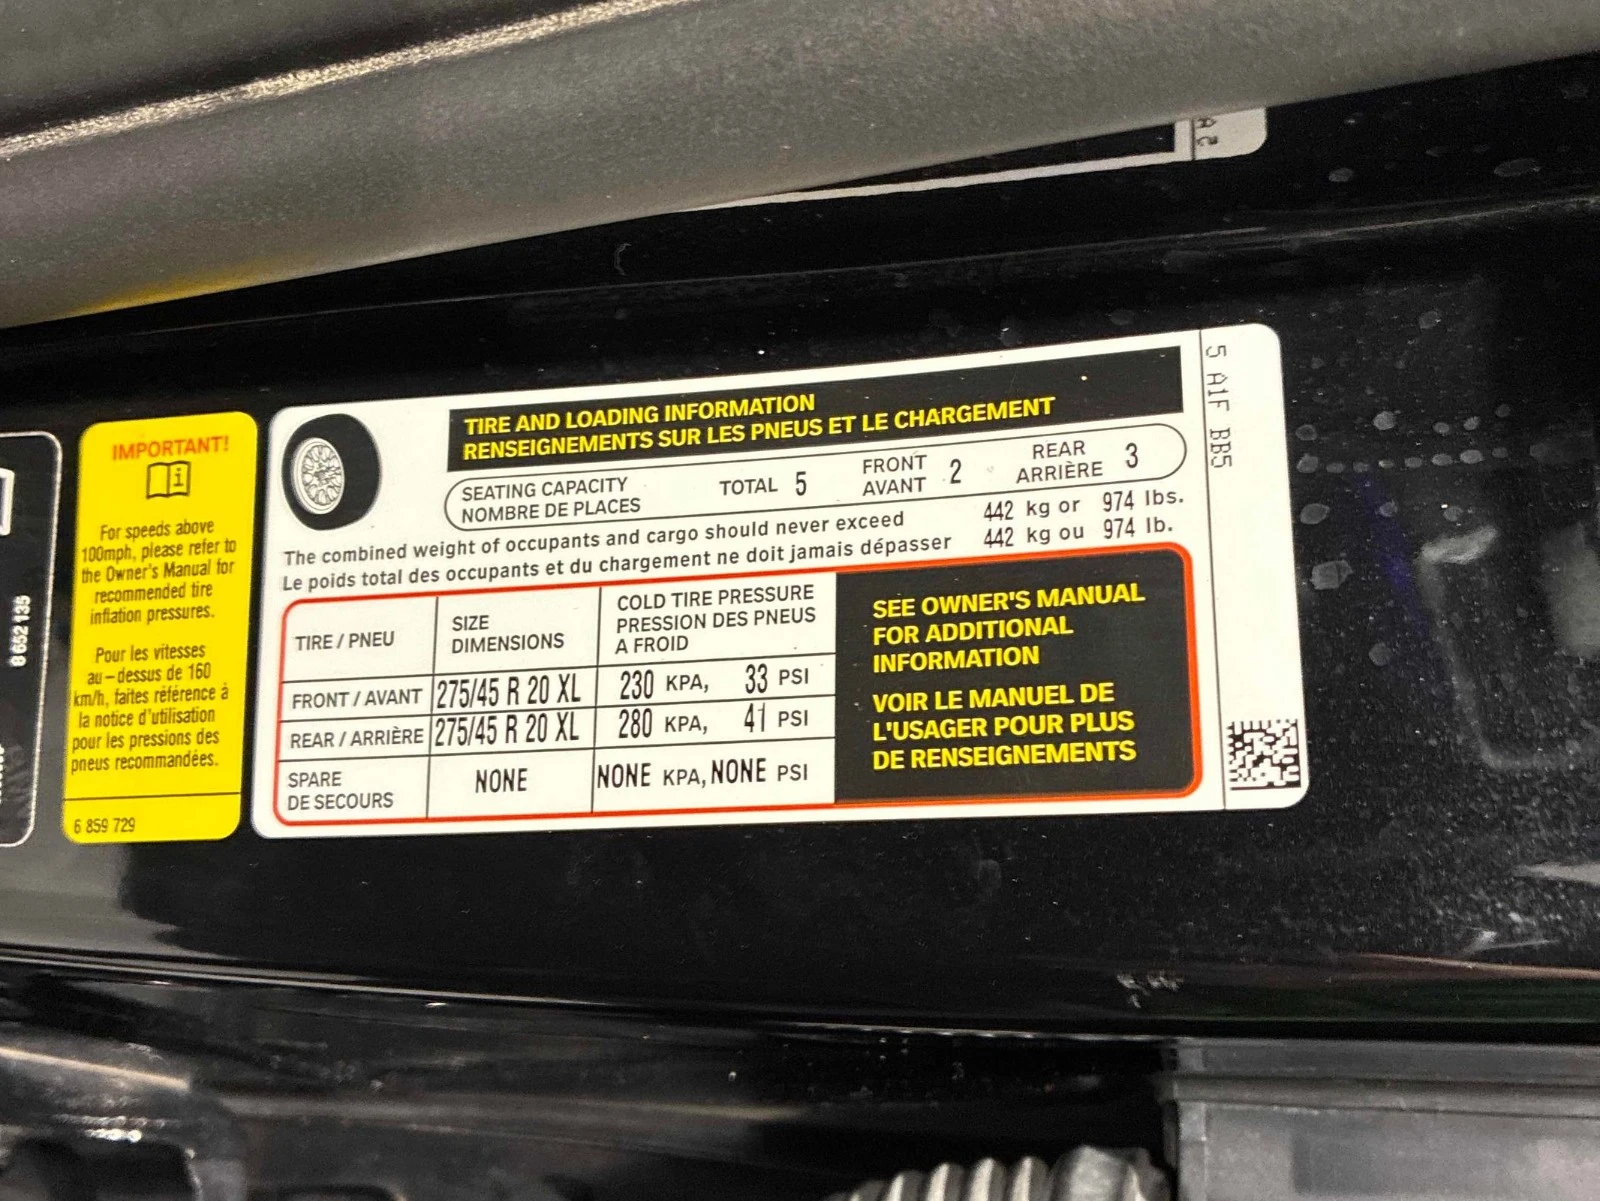 A 2
8 652 135
IMPORTANT!
i
For speeds above
100mph, please refer to
the Owner's Manual for
recommended tire
inflation pressures.
Pour les vitesses
au-dessus de 160
km/h, faites référence à
la notice d'utilisation
pour les pressions des
pneus recommandées.
6 859 729
TIRE AND LOADING INFORMATION
RENSEIGNEMENTS SUR LES PNEUS ET LE CHARGEMENT
SEATING CAPACITY
NOMBRE DE PLACES
TOTAL 5
FRONT
AVANT 2
REAR
ARRIÈRE 3
The combined weight of occupants and cargo should never exceed 442 kg or 974 lbs.
Le poids total des occupants et du chargement ne doit jamais dépasser 442 kg ou 974 lb.
TIRE / PNEU
SIZE
DIMENSIONS
COLD TIRE PRESSURE
PRESSION DES PNEUS
A FROID
FRONT / AVANT 275/45 R 20 XL 230 KPA, 33 PSI
REAR / ARRIÈRE 275/45 R 20 XL 280 KPA, 41 PSI
SPARE
DE SECOURS
NONE NONE KPA, NONE PSI
SEE OWNER'S MANUAL
FOR ADDITIONAL
INFORMATION
VOIR LE MANUEL DE
L'USAGER POUR PLUS
DE RENSEIGNEMENTS
5 A1F BB5